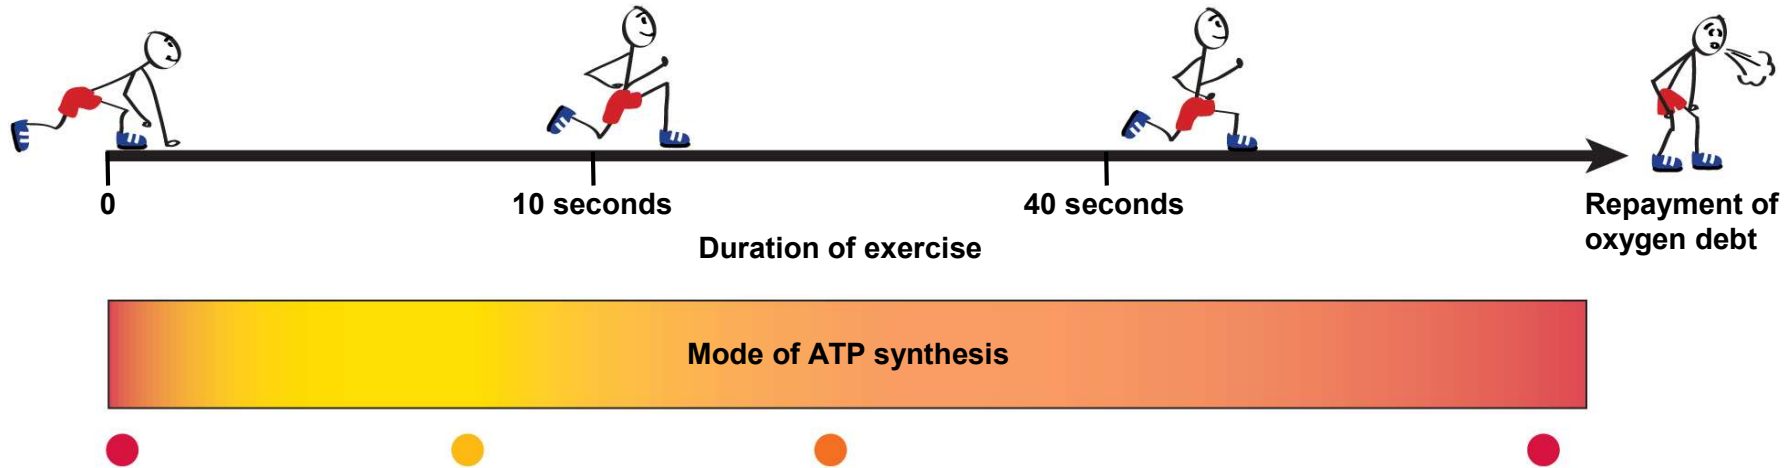 0
10 seconds
40 seconds
Repayment of
oxygen debt
Duration of exercise
Mode of ATP synthesis